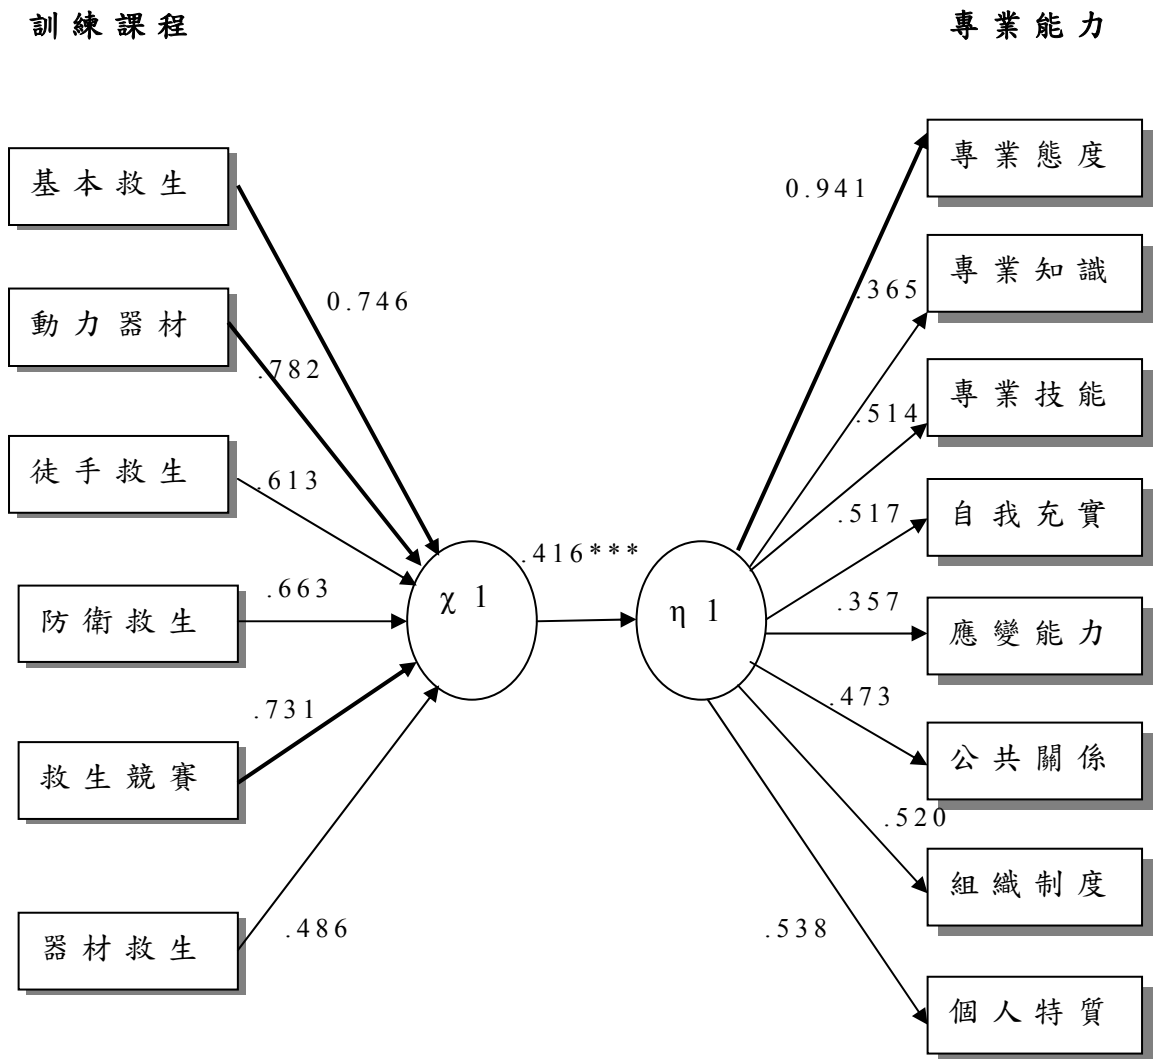 訓練課程
專業能力
基本救生
動力器材
徒手救生
防衛救生
救生競賽
器材救生
0.746
.782
.613
.663
.731
.486
χ 1
.416***
η 1
0.941
.365
.514
.517
.357
.473
.520
.538
專業態度
專業知識
專業技能
自我充實
應變能力
公共關係
組織制度
個人特質